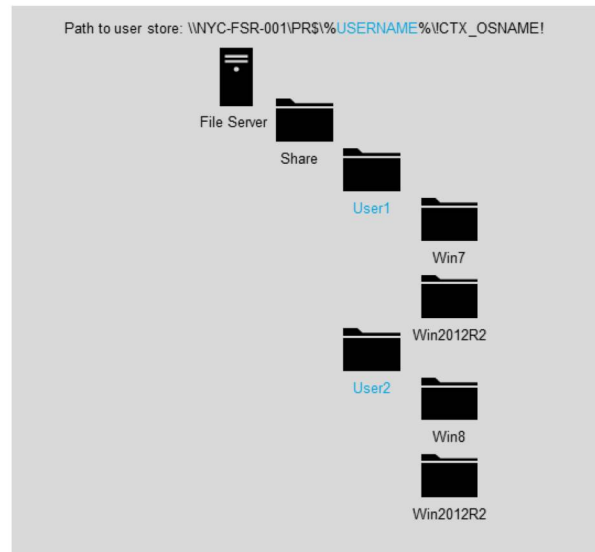 Path to user store: \\NYC-FSR-001\PR$\%USERNAME%\!CTX_OSNAME!
File Server
Share
User1
Win7
Win2012R2
User2
Win8
Win2012R2